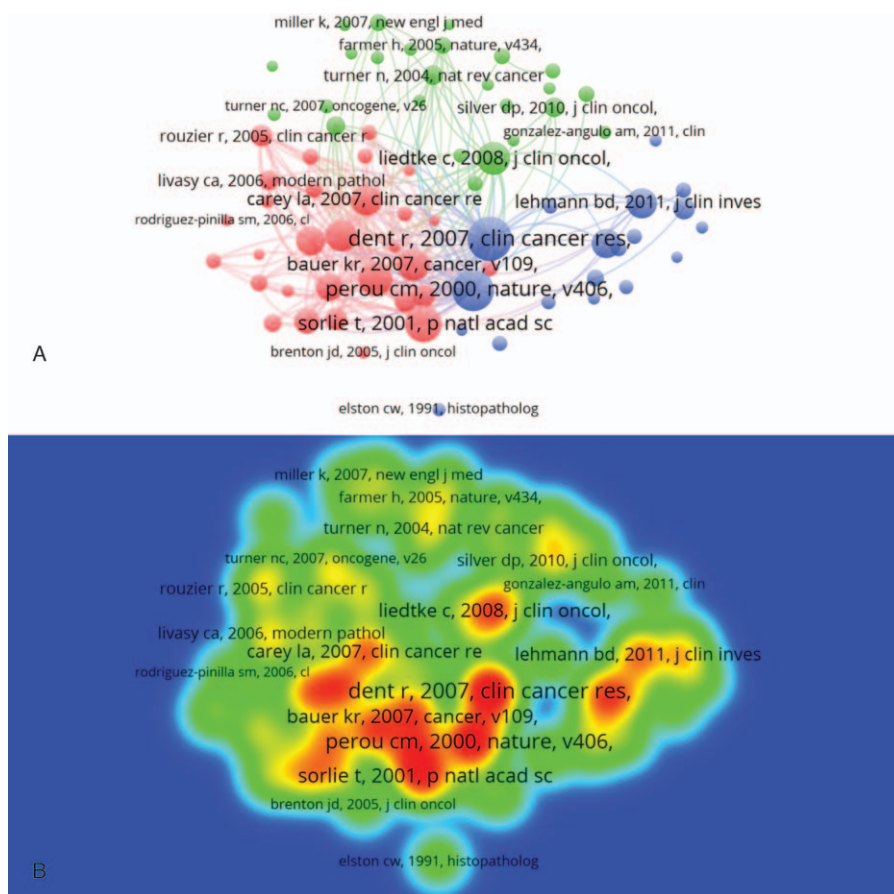 miller k, 2007, new engl j med
farmer h, 2005, nature, v434,
turner n, 2004, nat rev cancer
turner nc, 2007, oncogene, v26
silver dp, 2010, j clin oncol,
gonzalez-angulo am, 2011, clin
rouzier r, 2005, clin cancer r
liedtke c, 2008, j clin oncol,
livasy ca, 2006, modern pathol
carey la, 2007, clin cancer re
lehmann bd, 2011, j clin inves
rodriguez-pinilla sm, 2006, cl
dent r, 2007, clin cancer res,
bauer kr, 2007, cancer, v109,
perou cm, 2000, nature, v406,
sorlie t, 2001, p natl acad sc
brenton jd, 2005, j clin oncol
A
elston cw, 1991, histopatholog
miller k, 2007, new engl j med
farmer h, 2005, nature, v434,
turner n, 2004, nat rev cancer
turner nc, 2007, oncogene, v26
silver dp, 2010, j clin oncol,
gonzalez-angulo am, 2011, clin
rouzier r, 2005, clin cancer r
liedtke c, 2008, j clin oncol,
livasy ca, 2006, modern pathol
carey la, 2007, clin cancer re
lehmann bd, 2011, j clin inves
rodriguez-pinilla sm, 2006, cl
dent r, 2007, clin cancer res,
bauer kr, 2007, cancer, v109,
perou cm, 2000, nature, v406,
sorlie t, 2001, p natl acad sc
brenton jd, 2005, j clin oncol
elston cw, 1991, histopatholog
B